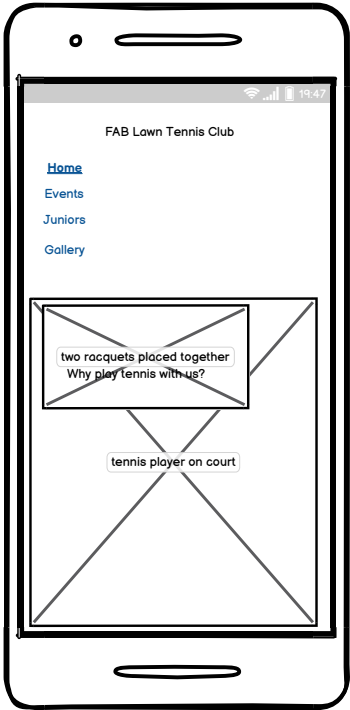 19:47
FAB Lawn Tennis Club
Home
Events
Juniors
Gallery
two racquets placed together
Why play tennis with us?
tennis player on court